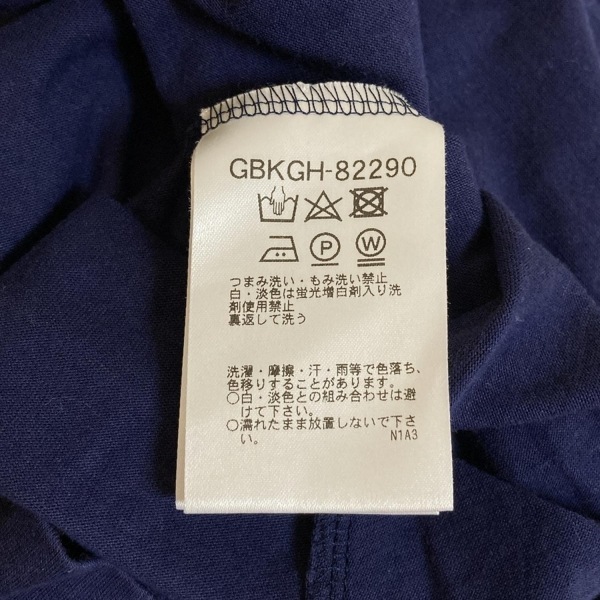 GBKGH-82290
P W
つまみ洗い・もみ洗い禁止
白・淡色は蛍光増白剤入り洗
剤使用禁止
裏返して洗う
洗濯・摩擦・汗・雨等で色落ち、
色移りすることがあります。
○白・淡色との組み合わせは避
けて下さい。
○濡れたまま放置しないで下さ
い。 N1A3